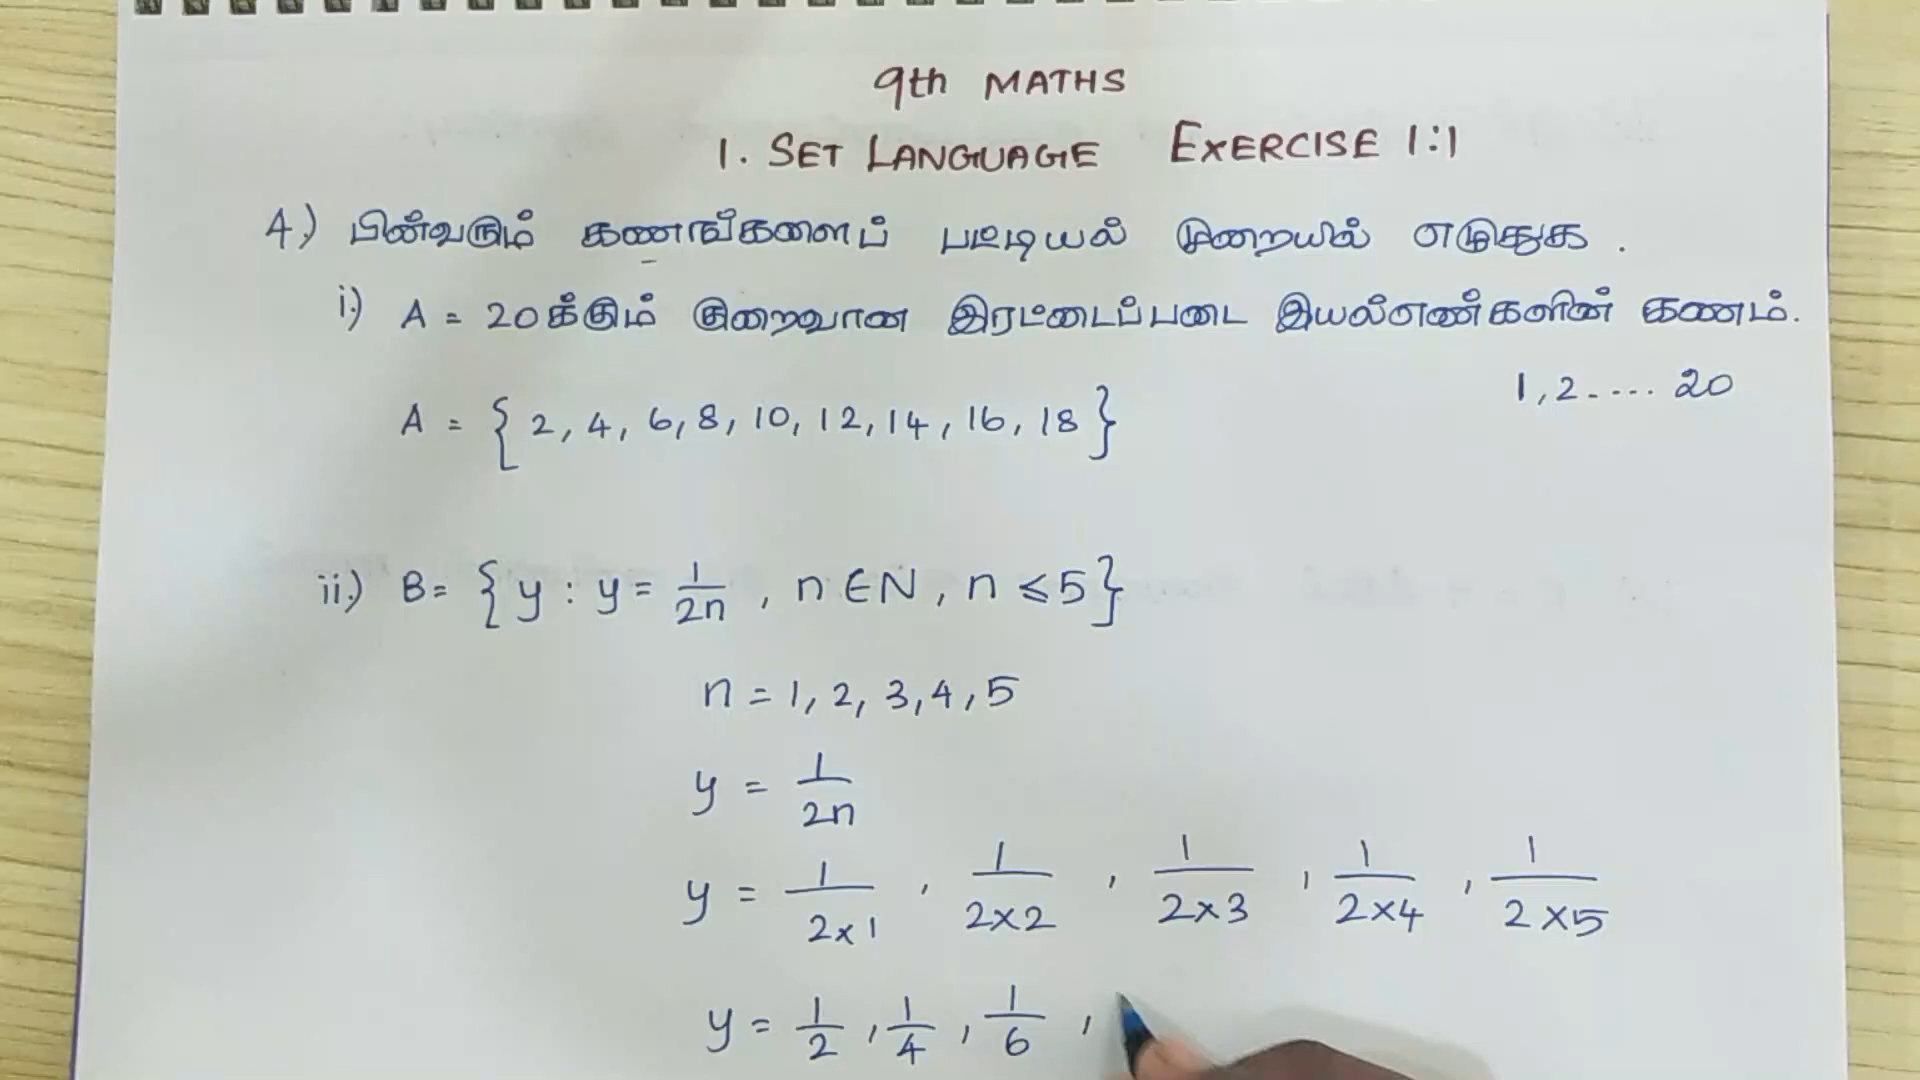 9th MATHS
1. SET LANGUAGE EXERCISE 1:1
4.) பின்வரும் கணங்களைப் பட்டியல் முறையில் எழுதுக .
i.) A = 20க்கும் குறைவான இரட்டைப்படை இயல்எண்களின் கணம்.
1, 2 - . . . . 20
A = { 2, 4, 6, 8, 10, 12, 14, 16, 18 }
ii.) B = { y : y = 1/2n , n ∈ N , n ≤ 5 }
n = 1, 2, 3, 4, 5
y = 1/2n
y = 1/2×1 , 1/2×2 , 1/2×3 , 1/2×4 , 1/2×5
y = 1/2 , 1/4 , 1/6 ,